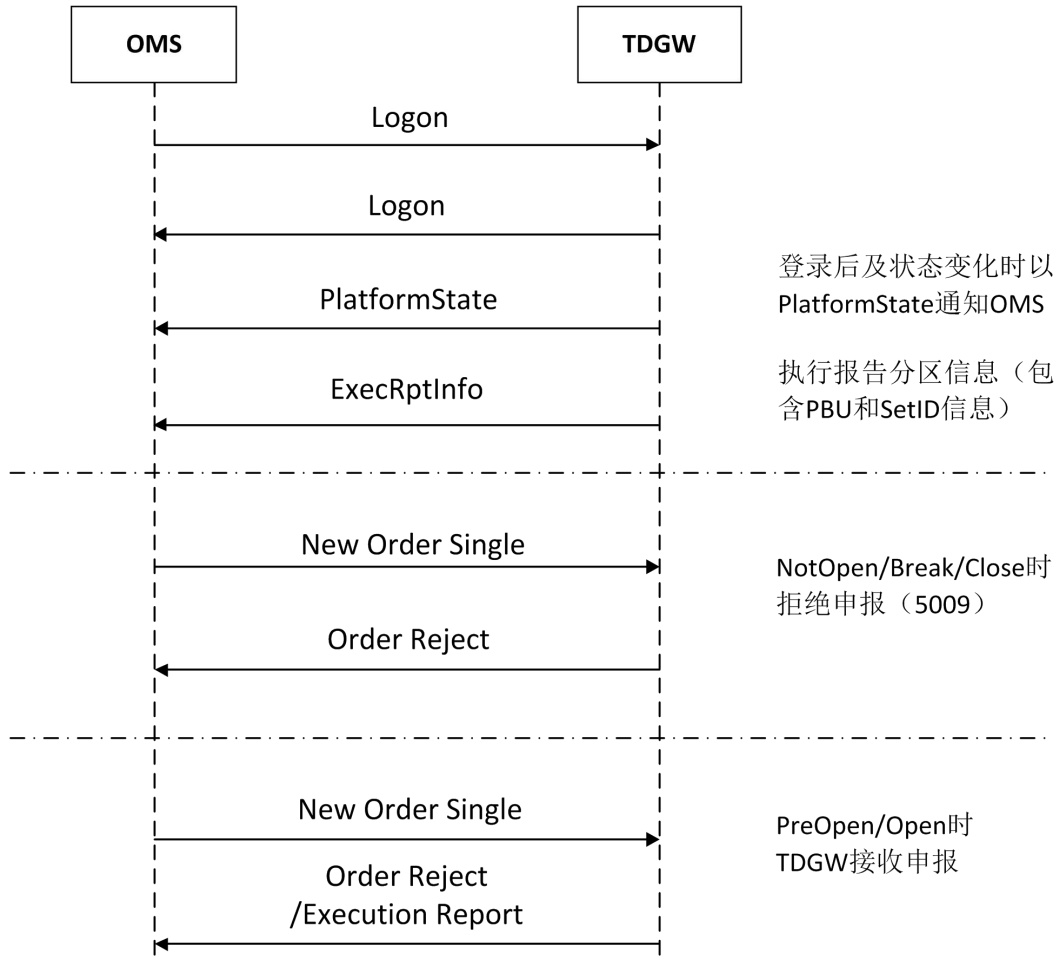 OMS
TDGW
Logon
Logon
登录后及状态变化时以
PlatformState通知OMS
PlatformState
执行报告分区信息（包
含PBU和SetID信息）
ExecRptInfo
New Order Single
NotOpen/Break/Close时
拒绝申报（5009）
Order Reject
New Order Single
PreOpen/Open时
TDGW接收申报
Order Reject
/Execution Report